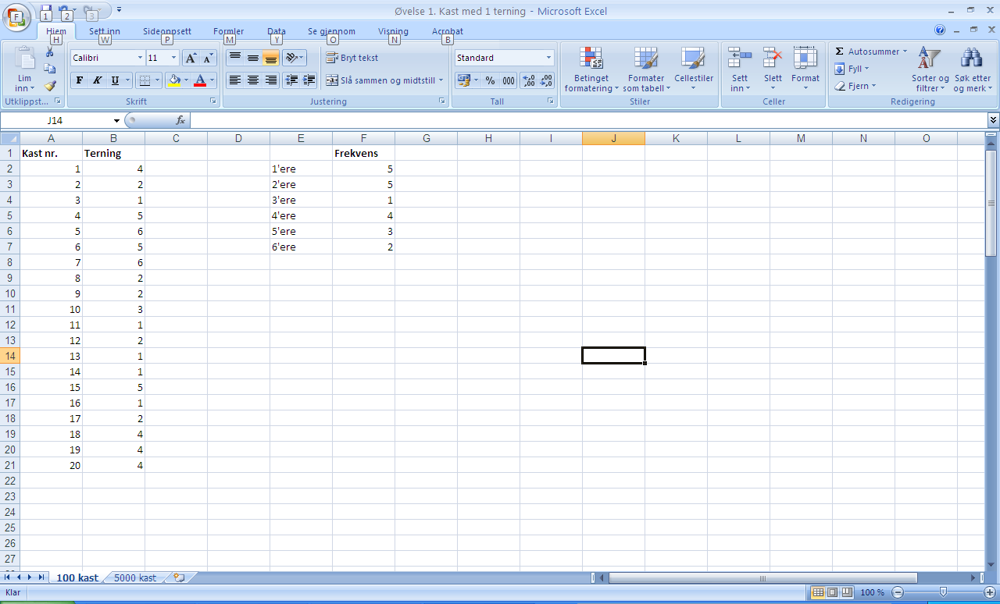 F 1 2 3 Øvelse 1. Kast med 1 terning - Microsoft Excel
Hjem Sett inn Sideoppsett Formler Data Se gjennom Visning Acrobat
H W P M Y O N B
Lim inn
Utklippst...
Calibri 11
F K U
Skrift
Bryt tekst
Slå sammen og midtstill
Justering
Standard
% 000
Tall
Betinget formatering
Formater som tabell
Cellestiler
Stiler
Sett inn
Slett
Format
Celler
Σ Autosummer
Fyll
Fjern
Sorter og filtrer
Søk etter og merk
Redigering
J14 fx
A B C D E F G H I J K L M N O
1 Kast nr. Terning Frekvens
2 1 4 1'ere 5
3 2 2 2'ere 5
4 3 1 3'ere 1
5 4 5 4'ere 4
6 5 6 5'ere 3
7 6 5 6'ere 2
8 7 6
9 8 2
10 9 2
11 10 3
12 11 1
13 12 2
14 13 1
15 14 1
16 15 5
17 16 1
18 17 2
19 18 4
20 19 4
21 20 4
22
23
24
25
26
27
100 kast 5000 kast
Klar 100 %